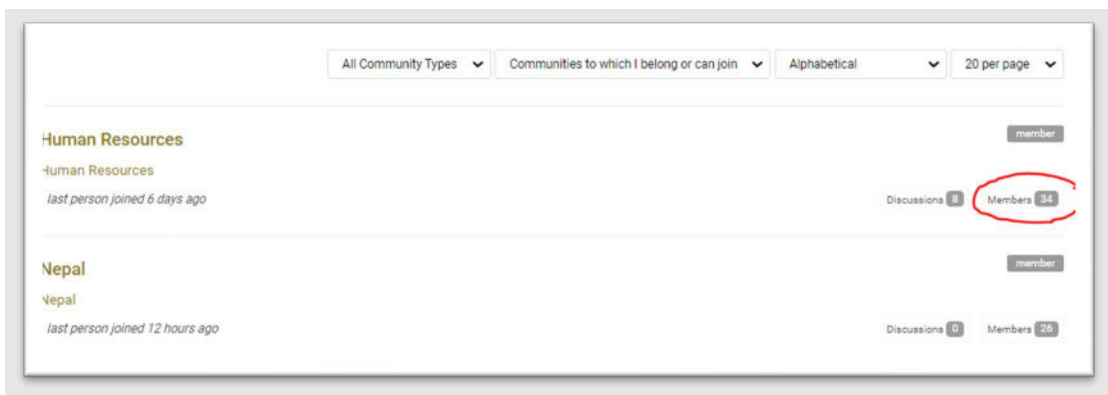 All Community Types Communities to which I belong or can join Alphabetical 20 per page
Human Resources member
Human Resources
last person joined 6 days ago Discussions 8 Members 34
Nepal member
Nepal
last person joined 12 hours ago Discussions 0 Members 26